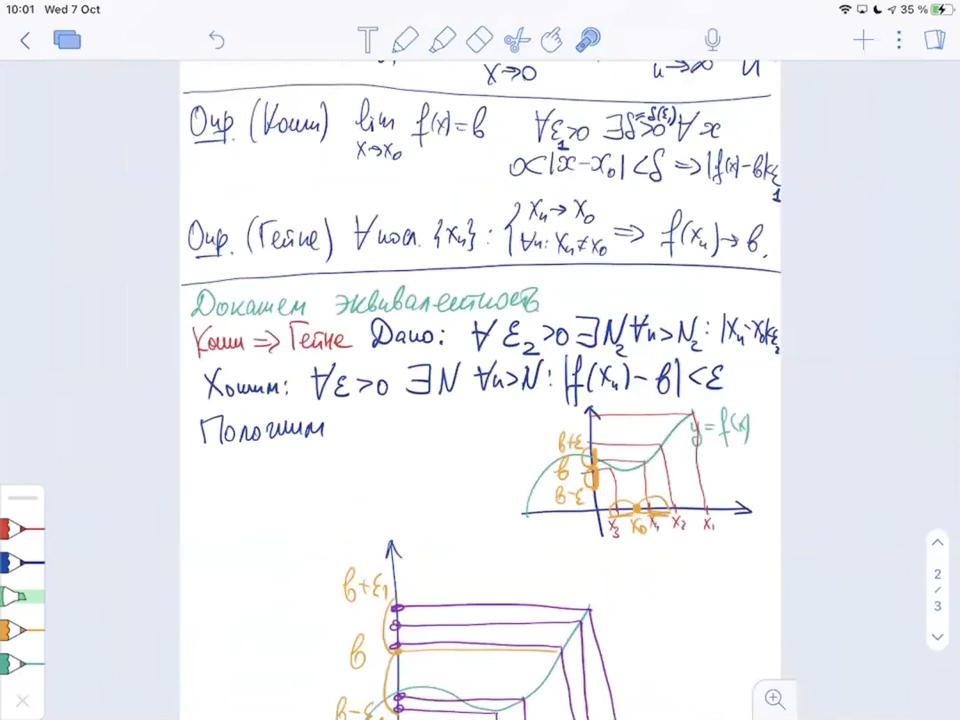 10:01 Wed 7 Oct
35 %
x→0 n→∞ n
Опр. (Коши) lim f(x)=b ∀ε₁>0 ∃δ=δ(ε₁)>0 ∀x
x→x₀
0<|x-x₀|<δ ⇒ |f(x)-b|<ε₁
Опр. (Гейне) ∀посл. {xₙ} : { xₙ→x₀
∀n: xₙ≠x₀ ⇒ f(xₙ)→b.
Докажем эквивалентность
Коши ⇒ Гейне Дано: ∀ ε₂>0 ∃N₂ ∀n>N₂: |xₙ-x₀|<ε₂
Хотим: ∀ε>0 ∃N ∀n>N: |f(xₙ)-b|<ε
Положим
y=f(x)
b+ε
b
b-ε
x₃ x₀ x₄ x₂ x₁
b+ε₁
b
b-ε₁
2
/
3